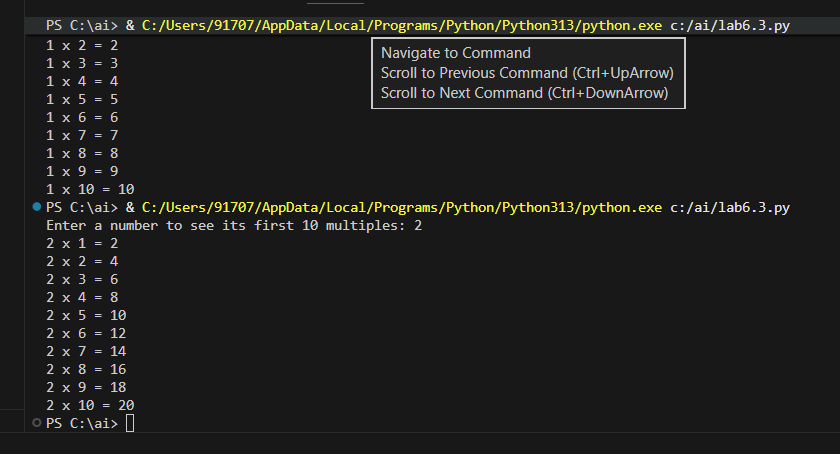 PS C:\ai> & C:/Users/91707/AppData/Local/Programs/Python/Python313/python.exe c:/ai/lab6.3.py
1 x 2 = 2
Navigate to Command
1 x 3 = 3
Scroll to Previous Command (Ctrl+UpArrow)
1 x 4 = 4
Scroll to Next Command (Ctrl+DownArrow)
1 x 5 = 5
1 x 6 = 6
1 x 7 = 7
1 x 8 = 8
1 x 9 = 9
1 x 10 = 10
PS C:\ai> & C:/Users/91707/AppData/Local/Programs/Python/Python313/python.exe c:/ai/lab6.3.py
Enter a number to see its first 10 multiples: 2
2 x 1 = 2
2 x 2 = 4
2 x 3 = 6
2 x 4 = 8
2 x 5 = 10
2 x 6 = 12
2 x 7 = 14
2 x 8 = 16
2 x 9 = 18
2 x 10 = 20
PS C:\ai>